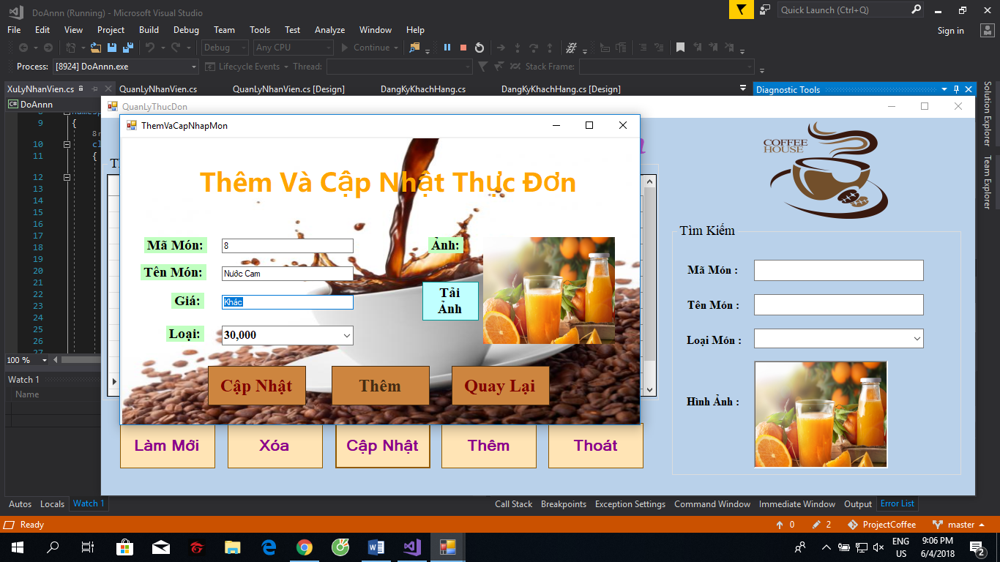 DoAnnn (Running) - Microsoft Visual Studio
Quick Launch (Ctrl+Q)
File Edit View Project Build Debug Team Tools Test Analyze Window Help
Sign in
Debug Any CPU Continue
Process: [8924] DoAnnn.exe Lifecycle Events Thread: Stack Frame:
XuLyNhanVien.cs QuanLyNhanVien.cs QuanLyNhanVien.cs [Design] DangKyKhachHang.cs DangKyKhachHang.cs [Design]
Diagnostic Tools
Solution Explorer
Team Explorer
DoAnnn
QuanLyThucDon
ThemVaCapNhapMon
9 {
10
11 {
12
13
14
15
16
17
18
19
20
21
22
23
24
25
26
COFFEE
HOUSE
Thêm Và Cập Nhật Thực Đơn
Mã Món: 8
Tên Món: Nước Cam
Giá: Khác
Loại: 30,000
Ảnh:
Tải
Ảnh
Cập Nhật Thêm Quay Lại
Tìm Kiếm
Mã Món :
Tên Món :
Loại Món :
Hình Ảnh :
Làm Mới Xóa Cập Nhật Thêm Thoát
100 %
Watch 1
Name
Autos Locals Watch 1
Call Stack Breakpoints Exception Settings Command Window Immediate Window Output Error List
Ready
0 2 ProjectCoffee master
ENG
US
9:06 PM
6/4/2018
2